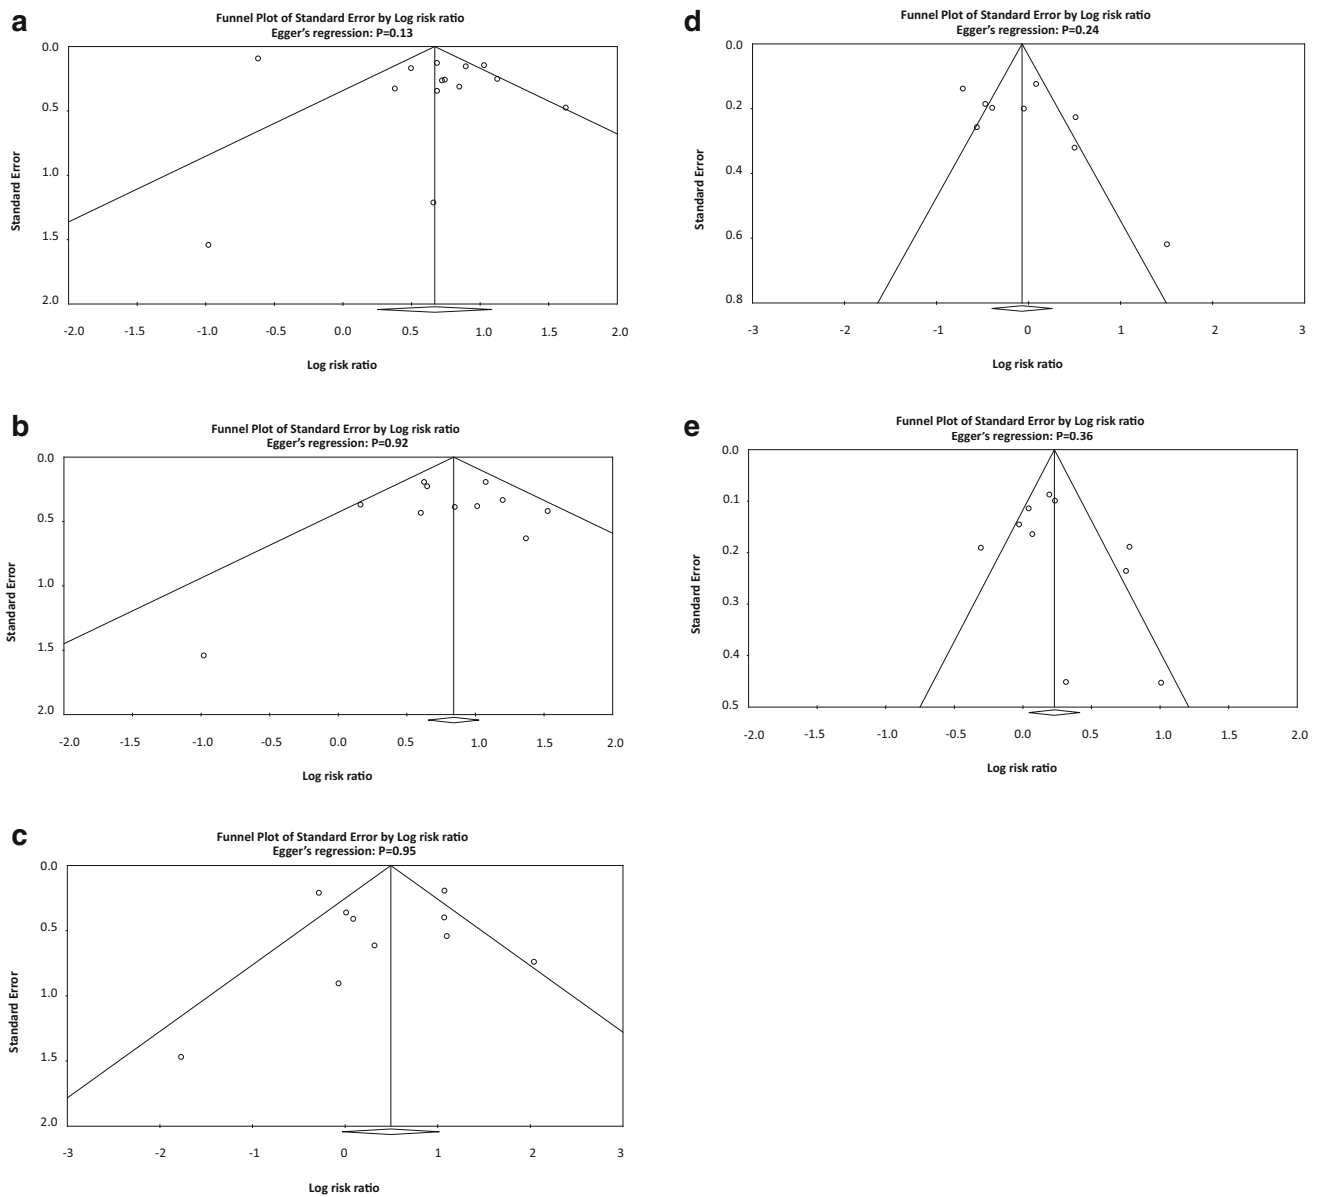 a
Funnel Plot of Standard Error by Log risk ratio
Egger's regression: P=0.13
0.0
0.5
1.0
1.5
2.0
Standard Error
-2.0 -1.5 -1.0 -0.5 0.0 0.5 1.0 1.5 2.0
Log risk ratio
b
Funnel Plot of Standard Error by Log risk ratio
Egger's regression: P=0.92
0.0
0.5
1.0
1.5
2.0
Standard Error
-2.0 -1.5 -1.0 -0.5 0.0 0.5 1.0 1.5 2.0
Log risk ratio
c
Funnel Plot of Standard Error by Log risk ratio
Egger's regression: P=0.95
0.0
0.5
1.0
1.5
2.0
Standard Error
-3 -2 -1 0 1 2 3
Log risk ratio
d
Funnel Plot of Standard Error by Log risk ratio
Egger's regression: P=0.24
0.0
0.2
0.4
0.6
0.8
Standard Error
-3 -2 -1 0 1 2 3
Log risk ratio
e
Funnel Plot of Standard Error by Log risk ratio
Egger's regression: P=0.36
0.0
0.1
0.2
0.3
0.4
0.5
Standard Error
-2.0 -1.5 -1.0 -0.5 0.0 0.5 1.0 1.5 2.0
Log risk ratio